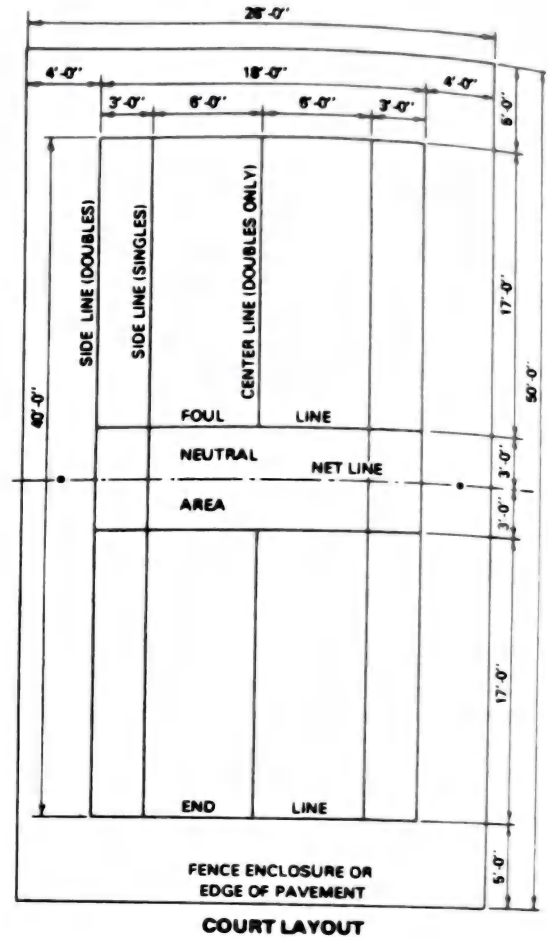 26'-0"
4'-0"
18'-0"
4'-0"
3'-0"
6'-0"
6'-0"
3'-0"
5'-0"
SIDE LINE (DOUBLES)
SIDE LINE (SINGLES)
CENTER LINE (DOUBLES ONLY)
17'-0"
40'-0"
50'-0"
FOUL LINE
NEUTRAL
NET LINE
3'-0"
AREA
3'-0"
17'-0"
END LINE
5'-0"
FENCE ENCLOSURE OR
EDGE OF PAVEMENT
COURT LAYOUT